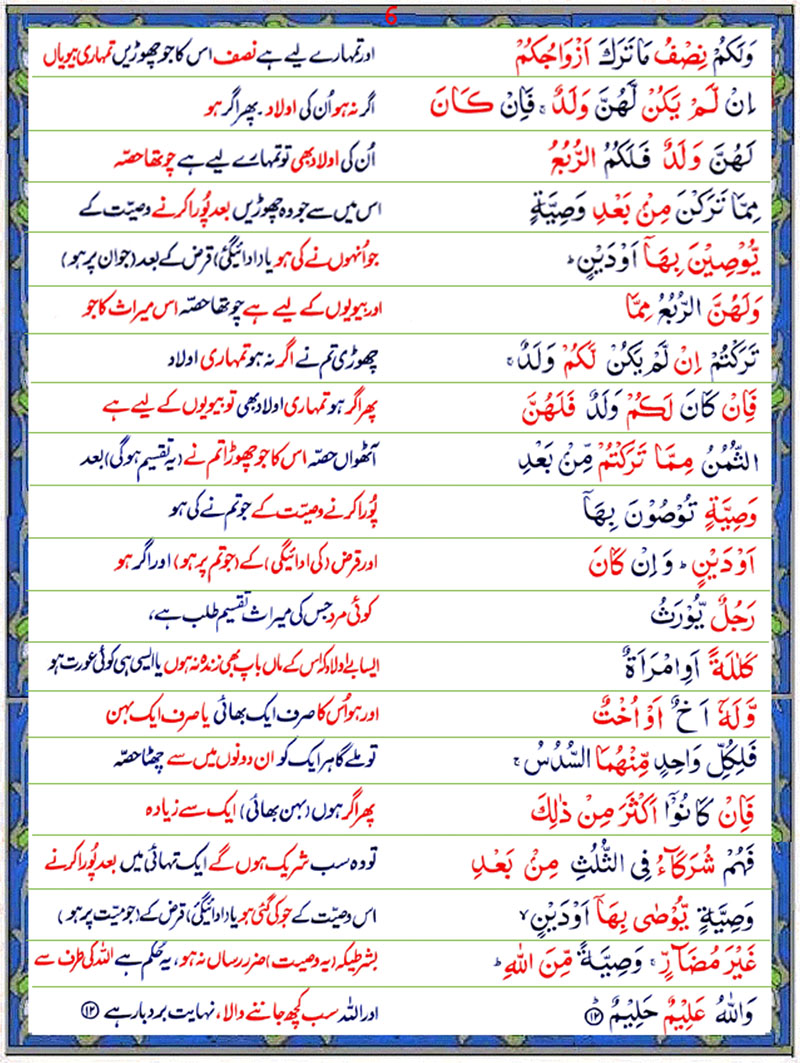 6
وَلَكُمْ نِصْفُ مَا تَرَكَ اَزْوَاجُكُمْ اور تمہارے لیے ہے نصف اس کا جو چھوڑیں تمہاری بیویاں
اِنْ لَّمْ يَكُنْ لَّهُنَّ وَلَدٌ ۚ فَاِنْ كَانَ اگر نہ ہو اُن کی اولاد۔ پھر اگر ہو
لَهُنَّ وَلَدٌ فَلَكُمُ الرُّبُعُ اُن کی اولاد بھی تو تمہارے لیے ہے چوتھا حصّہ
مِمَّا تَرَكْنَ مِنْۢ بَعْدِ وَصِيَّةٍ اس میں سے جو وہ چھوڑیں بعد پُورا کرنے وصیّت کے
يُّوْصِيْنَ بِهَاۤ اَوْ دَيْنٍ ؕ جو اُنہوں نے کی ہو یا د ادائیگی) قرض کے بعد (جو ان پر ہو)
وَلَهُنَّ الرُّبُعُ مِمَّا اور بیویوں کے لیے ہے چوتھا حصّہ اس میراث کا جو
تَرَكْتُمْ اِنْ لَّمْ يَكُنْ لَّكُمْ وَلَدٌ ۚ چھوڑی تم نے اگر نہ ہو تمہاری اولاد
فَاِنْ كَانَ لَكُمْ وَلَدٌ فَلَهُنَّ پھر اگر ہو تمہاری اولاد بھی تو بیویوں کے لیے ہے
الثُّمُنُ مِمَّا تَرَكْتُمْ مِّنْۢ بَعْدِ آٹھواں حصّہ اس کا جو چھوڑا تم نے (یہ تقسیم ہوگی) بعد
وَصِيَّةٍ تُوْصُوْنَ بِهَاۤ پُورا کرنے وصیّت کے جو تم نے کی ہو
اَوْ دَيْنٍ ؕ وَاِنْ كَانَ اور قرض (کی ادائیگی) کے (جو تم پر ہو) اور اگر ہو
رَجُلٌ يُّوْرَثُ کوئی مرد جس کی میراث تقسیم طلب ہے،
كَلٰلَةً اَوِ امْرَاَةٌ ایسا بے اولاد کہ اس کے ماں باپ بھی زندہ نہ ہوں یا ایسی ہی کوئی عورت ہو
وَّلَهٗۤ اَخٌ اَوْ اُخْتٌ اور ہو اُس کا صرف ایک بھائی یا صرف ایک بہن
فَلِكُلِّ وَاحِدٍ مِّنْهُمَا السُّدُسُ ۚ تو ملے گا ہر ایک کو ان دونوں میں سے چھٹا حصّہ
فَاِنْ كَانُوْۤا اَكْثَرَ مِنْ ذٰلِكَ پھر اگر ہوں (بہن بھائی) ایک سے زیادہ
فَهُمْ شُرَكَآءُ فِى الثُّلُثِ مِنْۢ بَعْدِ تو وہ سب شریک ہوں گے ایک تہائی میں بعد پُورا کرنے
وَصِيَّةٍ يُّوْصٰى بِهَاۤ اَوْ دَيْنٍ ۙ اس وصیّت کے جو کی گئی ہو یا د ادائیگی) قرض کے (جو میّت پر ہو)
غَيْرَ مُضَآرٍّ ۚ وَصِيَّةً مِّنَ اللّٰهِ ؕ بشرطیکہ (یہ وصیت) ضرر رساں نہ ہو، یہ حُکم ہے اللہ کی طرف سے
وَاللّٰهُ عَلِيْمٌ حَلِيْمٌ ؕ ۱۲ اور اللہ سب کچھ جاننے والا، نہایت بردبار ہے ۱۲